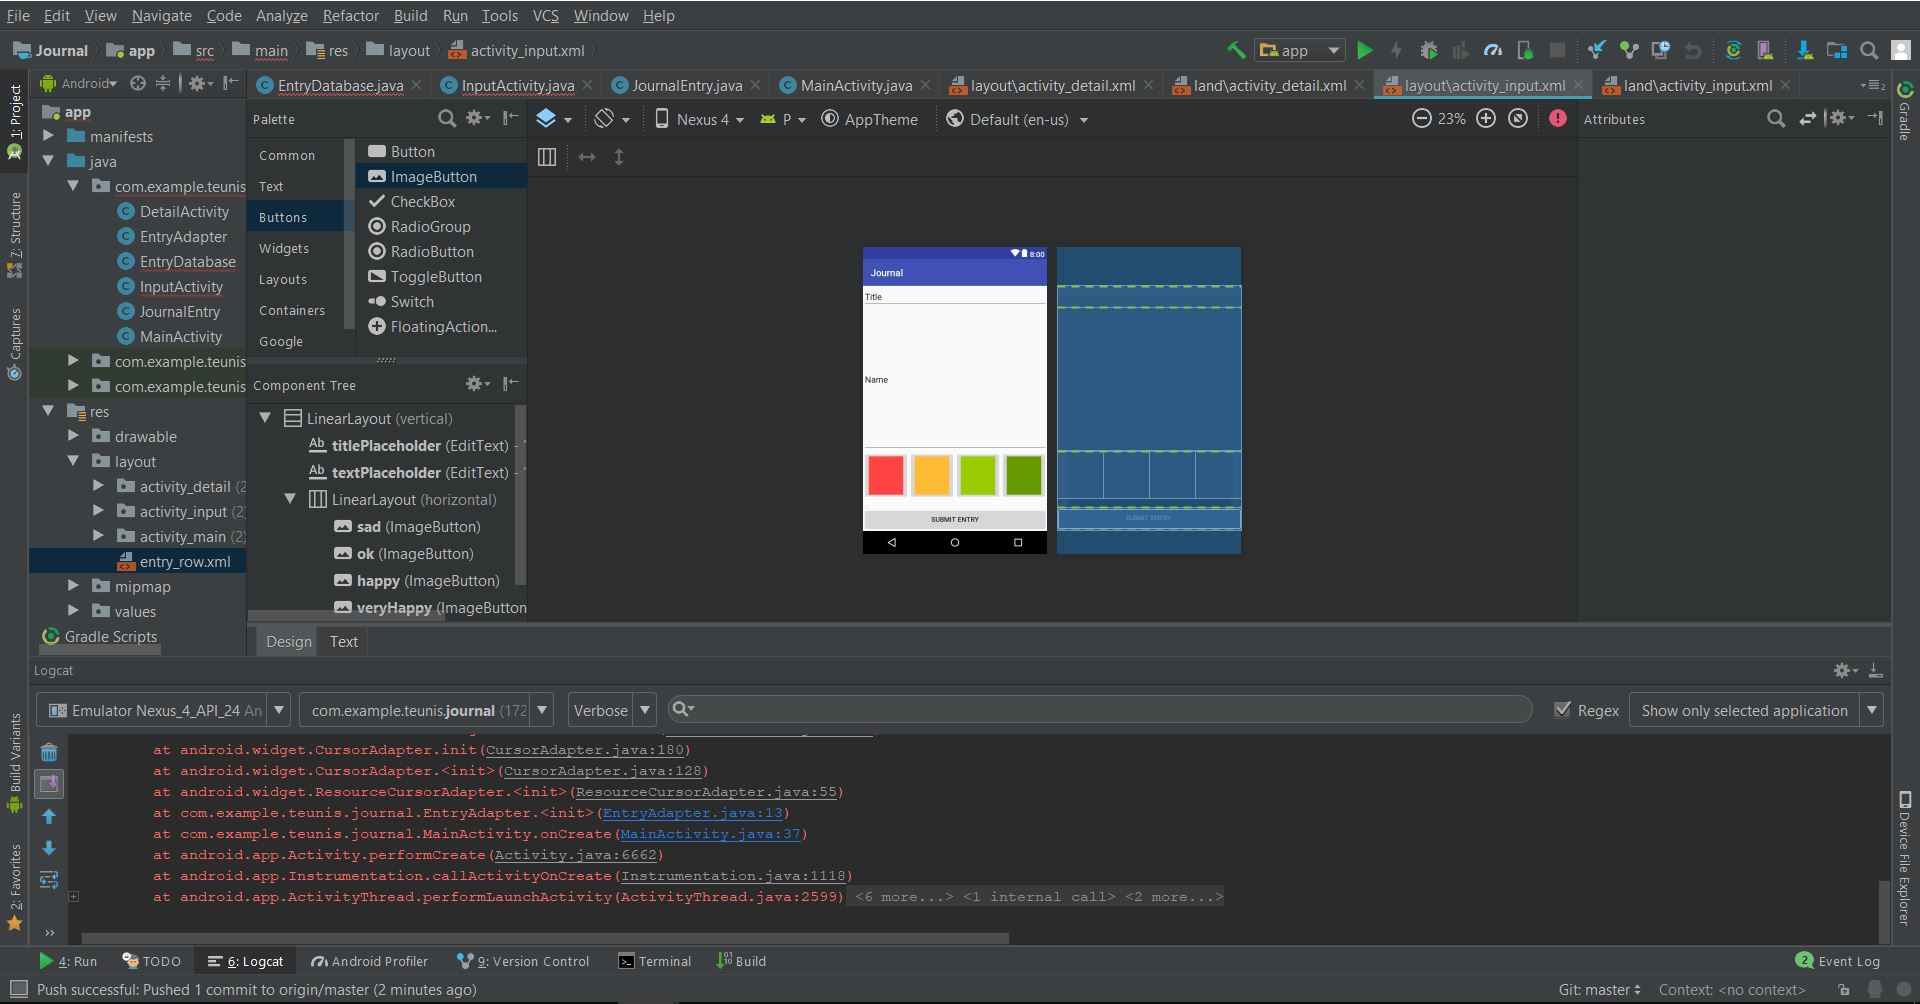 File Edit View Navigate Code Analyze Refactor Build Run Tools VCS Window Help
Journal app src main res layout activity_input.xml
app
Android
EntryDatabase.java InputActivity.java JournalEntry.java MainActivity.java layout\activity_detail.xml land\activity_detail.xml layout\activity_input.xml land\activity_input.xml
1: Project
7: Structure
Captures
Build Variants
2: Favorites
app
manifests
java
com.example.teunis
DetailActivity
EntryAdapter
EntryDatabase
InputActivity
JournalEntry
MainActivity
com.example.teunis
com.example.teunis
res
drawable
layout
activity_detail (2
activity_input (2)
activity_main (2)
entry_row.xml
mipmap
values
Gradle Scripts
Palette
Common
Text
Buttons
Widgets
Layouts
Containers
Google
Button
ImageButton
CheckBox
RadioGroup
RadioButton
ToggleButton
Switch
FloatingAction...
Component Tree
LinearLayout (vertical)
Ab titlePlaceholder (EditText) - "
Ab textPlaceholder (EditText) - "
LinearLayout (horizontal)
sad (ImageButton)
ok (ImageButton)
happy (ImageButton)
veryHappy (ImageButton
Nexus 4 P AppTheme Default (en-us) 23%
Attributes
8:00
Journal
Title
Name
SUBMIT ENTRY
SUBMIT ENTRY
Design Text
Gradle
Device File Explorer
Logcat
Emulator Nexus_4_API_24 An com.example.teunis.journal (172 Verbose Regex Show only selected application
at android.widget.CursorAdapter.init(CursorAdapter.java:180)
at android.widget.CursorAdapter.<init>(CursorAdapter.java:128)
at android.widget.ResourceCursorAdapter.<init>(ResourceCursorAdapter.java:55)
at com.example.teunis.journal.EntryAdapter.<init>(EntryAdapter.java:13)
at com.example.teunis.journal.MainActivity.onCreate(MainActivity.java:37)
at android.app.Activity.performCreate(Activity.java:6662)
at android.app.Instrumentation.callActivityOnCreate(Instrumentation.java:1118)
at android.app.ActivityThread.performLaunchActivity(ActivityThread.java:2599) <6 more...> <1 internal call> <2 more...>
4: Run TODO 6: Logcat Android Profiler 9: Version Control Terminal Build 2 Event Log
Push successful: Pushed 1 commit to origin/master (2 minutes ago) Git: master Context: <no context>